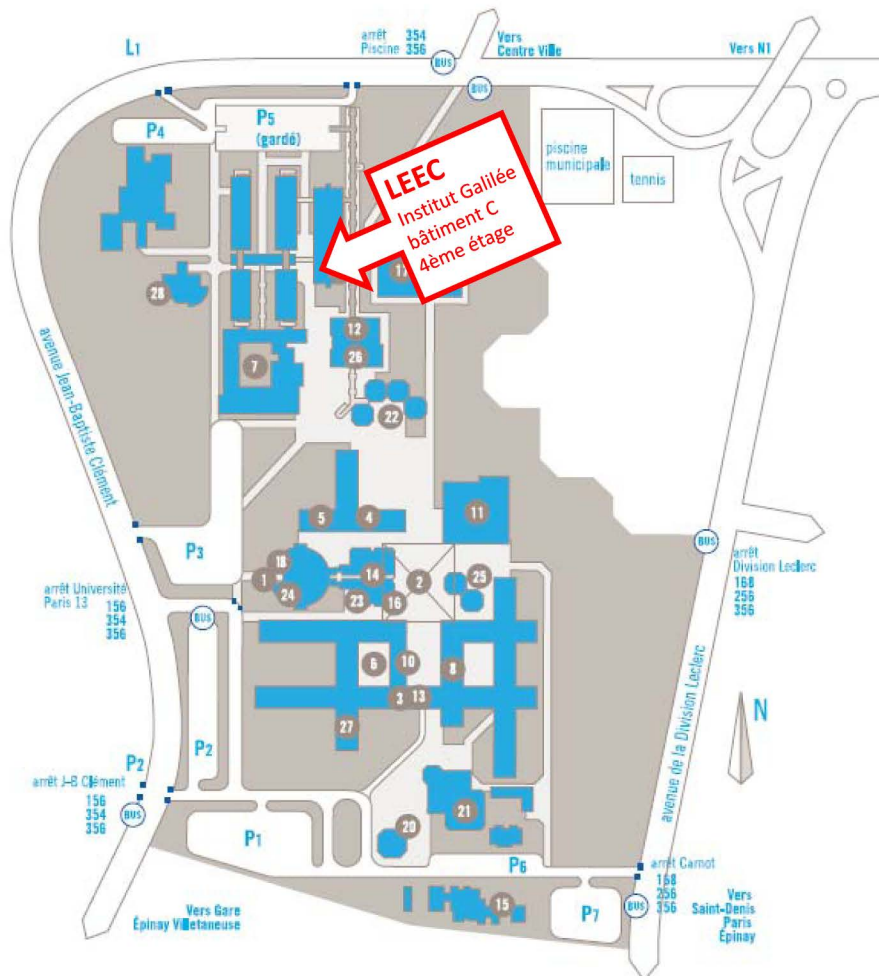 arrêt 354
Piscine 356
BUS
Vers
Centre Ville
Vers N1
L1
BUS
P4
P5
(gardé)
piscine
municipale
tennis
LEEC
Institut Galilée
bâtiment C
4ème étage
17
28
12
26
7
22
avenue Jean-Baptiste Clément
5
4
11
P3
18
1
24
14
23
16
2
25
BUS
arrêt
Division Leclerc
168
256
356
arrêt Université
Paris 13
156
354
356
BUS
6
10
8
3
13
27
N
avenue de la Division Leclerc
P2
P2
arrêt J-B Clément
156
354
356
BUS
P1
21
20
P6
arrêt Carnot
168
256
356
BUS
15
P7
Vers Gare
Épinay Villetaneuse
Vers
Saint-Denis
Paris
Épinay